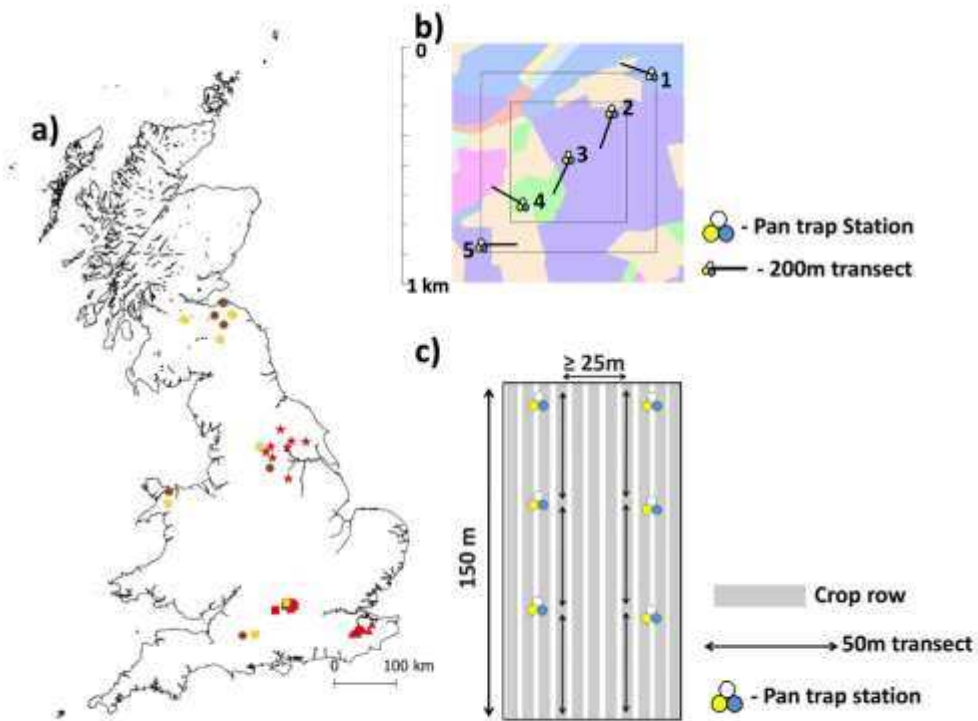 a)
0
100 km
b)
0
1 km
1
2
3
4
5
- Pan trap Station
- 200m transect
c)
≥ 25m
150 m
Crop row
50m transect
- Pan trap station